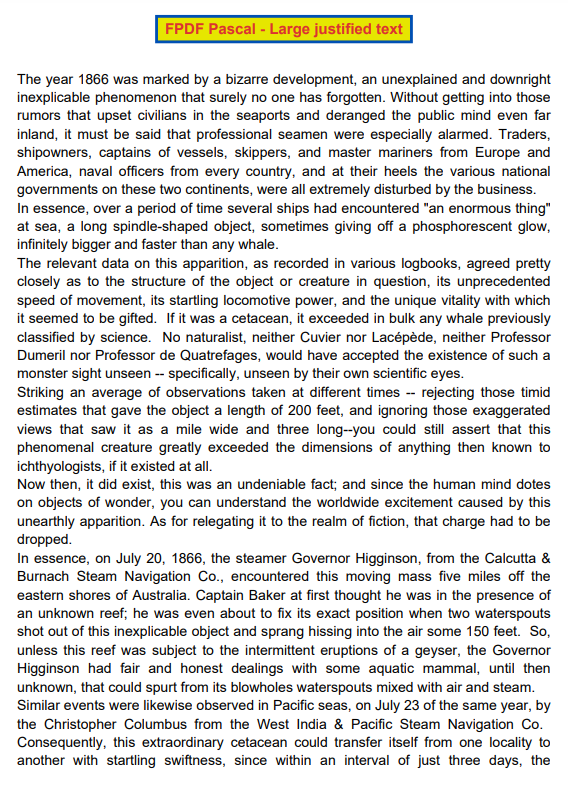 FPDF Pascal - Large justified text
The year 1866 was marked by a bizarre development, an unexplained and downright
inexplicable phenomenon that surely no one has forgotten. Without getting into those
rumors that upset civilians in the seaports and deranged the public mind even far
inland, it must be said that professional seamen were especially alarmed. Traders,
shipowners, captains of vessels, skippers, and master mariners from Europe and
America, naval officers from every country, and at their heels the various national
governments on these two continents, were all extremely disturbed by the business.
In essence, over a period of time several ships had encountered "an enormous thing"
at sea, a long spindle-shaped object, sometimes giving off a phosphorescent glow,
infinitely bigger and faster than any whale.
The relevant data on this apparition, as recorded in various logbooks, agreed pretty
closely as to the structure of the object or creature in question, its unprecedented
speed of movement, its startling locomotive power, and the unique vitality with which
it seemed to be gifted.  If it was a cetacean, it exceeded in bulk any whale previously
classified by science.  No naturalist, neither Cuvier nor Lacépède, neither Professor
Dumeril nor Professor de Quatrefages, would have accepted the existence of such a
monster sight unseen -- specifically, unseen by their own scientific eyes.
Striking an average of observations taken at different times -- rejecting those timid
estimates that gave the object a length of 200 feet, and ignoring those exaggerated
views that saw it as a mile wide and three long--you could still assert that this
phenomenal creature greatly exceeded the dimensions of anything then known to
ichthyologists, if it existed at all.
Now then, it did exist, this was an undeniable fact; and since the human mind dotes
on objects of wonder, you can understand the worldwide excitement caused by this
unearthly apparition. As for relegating it to the realm of fiction, that charge had to be
dropped.
In essence, on July 20, 1866, the steamer Governor Higginson, from the Calcutta &
Burnach Steam Navigation Co., encountered this moving mass five miles off the
eastern shores of Australia. Captain Baker at first thought he was in the presence of
an unknown reef; he was even about to fix its exact position when two waterspouts
shot out of this inexplicable object and sprang hissing into the air some 150 feet.  So,
unless this reef was subject to the intermittent eruptions of a geyser, the Governor
Higginson had fair and honest dealings with some aquatic mammal, until then
unknown, that could spurt from its blowholes waterspouts mixed with air and steam.
Similar events were likewise observed in Pacific seas, on July 23 of the same year, by
the Christopher Columbus from the West India & Pacific Steam Navigation Co.
Consequently, this extraordinary cetacean could transfer itself from one locality to
another with startling swiftness, since within an interval of just three days, the